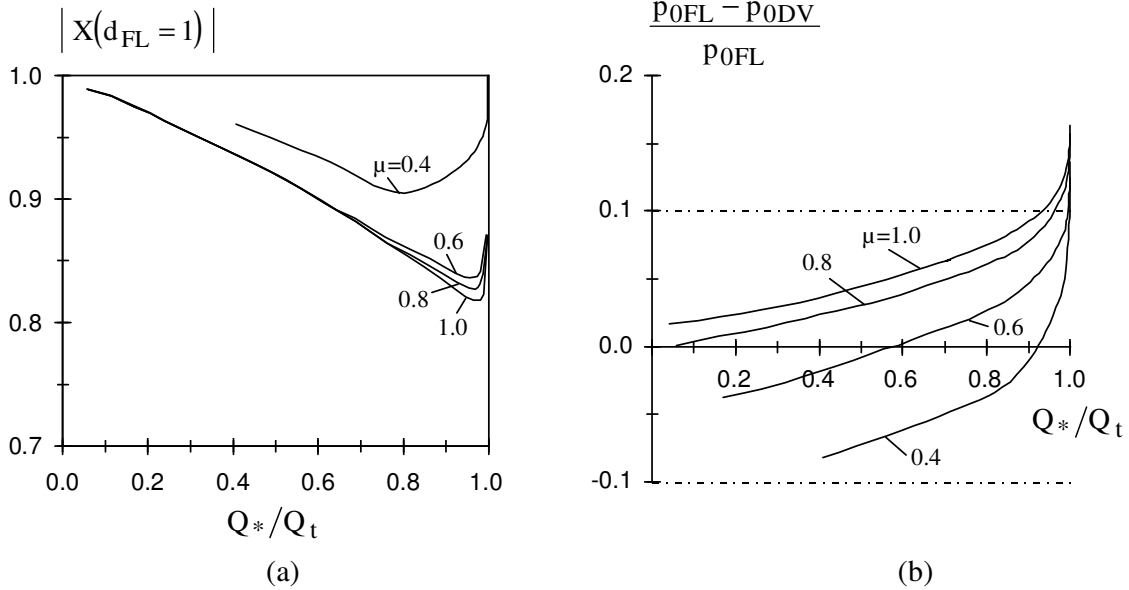 | X(d_FL = 1) |
1.0
0.9
0.8
0.7
μ=0.4
0.6
0.8
1.0
0.0 0.2 0.4 0.6 0.8 1.0
Q*/Qt
(a)
p0FL − p0DV
p0FL
0.2
0.1
0.0
-0.1
μ=1.0
0.8
0.6
0.4
0.2 0.4 0.6 0.8 1.0
Q*/Qt
(b)